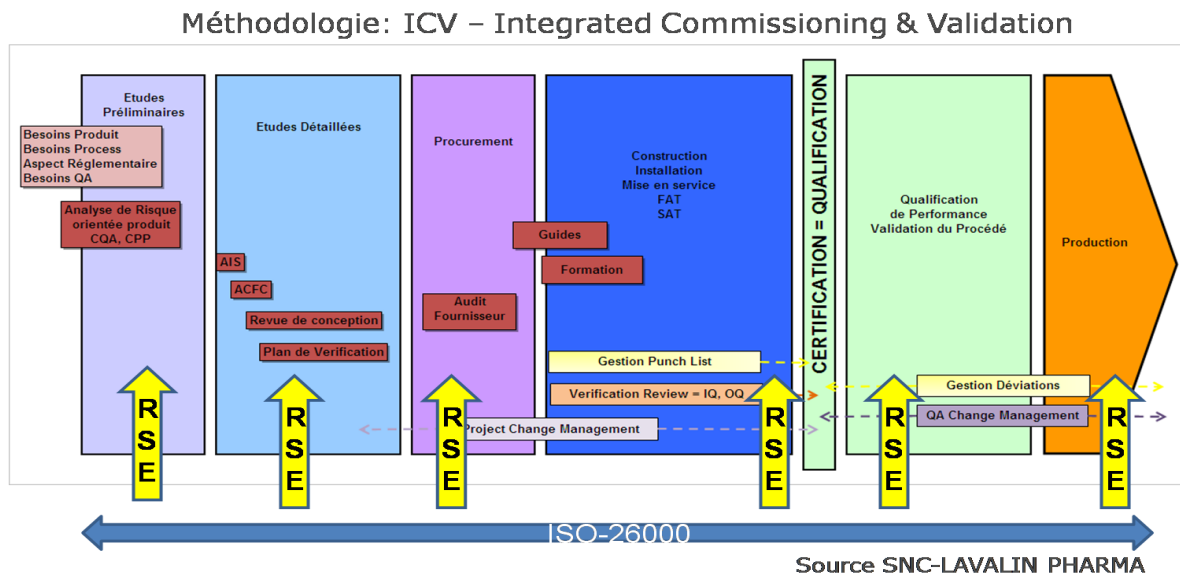 Méthodologie: ICV – Integrated Commissioning & Validation
Etudes
Préliminaires
Besoins Produit
Besoins Process
Aspect Réglementaire
Besoins QA
Analyse de Risque
orientée produit
CQA, CPP
RSE
Etudes Détaillées
AIS
ACFC
Revue de conception
Plan de Verification
RSE
Procurement
Audit
Fournisseur
RSE
Construction
Installation
Mise en service
FAT
SAT
Guides
Formation
Gestion Punch List
Verification Review = IQ, OQ
Project Change Management
RSE
CERTIFICATION = QUALIFICATION
Qualification
de Performance
Validation du Procédé
RSE
Production
Gestion Déviations
QA Change Management
RSE
ISO-26000
Source SNC-LAVALIN PHARMA